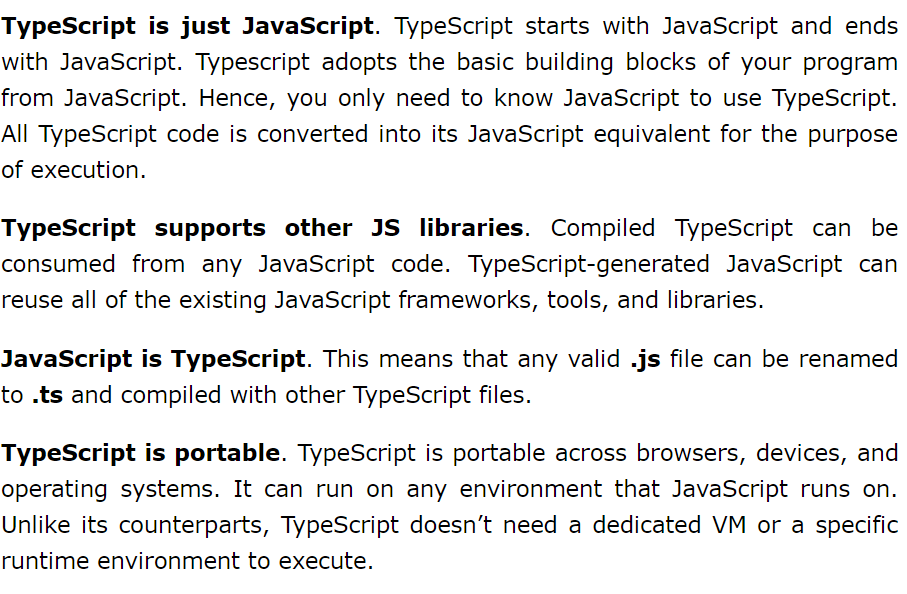 TypeScript is just JavaScript. TypeScript starts with JavaScript and ends
with JavaScript. Typescript adopts the basic building blocks of your program
from JavaScript. Hence, you only need to know JavaScript to use TypeScript.
All TypeScript code is converted into its JavaScript equivalent for the purpose
of execution.
TypeScript supports other JS libraries. Compiled TypeScript can be
consumed from any JavaScript code. TypeScript-generated JavaScript can
reuse all of the existing JavaScript frameworks, tools, and libraries.
JavaScript is TypeScript. This means that any valid .js file can be renamed
to .ts and compiled with other TypeScript files.
TypeScript is portable. TypeScript is portable across browsers, devices, and
operating systems. It can run on any environment that JavaScript runs on.
Unlike its counterparts, TypeScript doesn’t need a dedicated VM or a specific
runtime environment to execute.